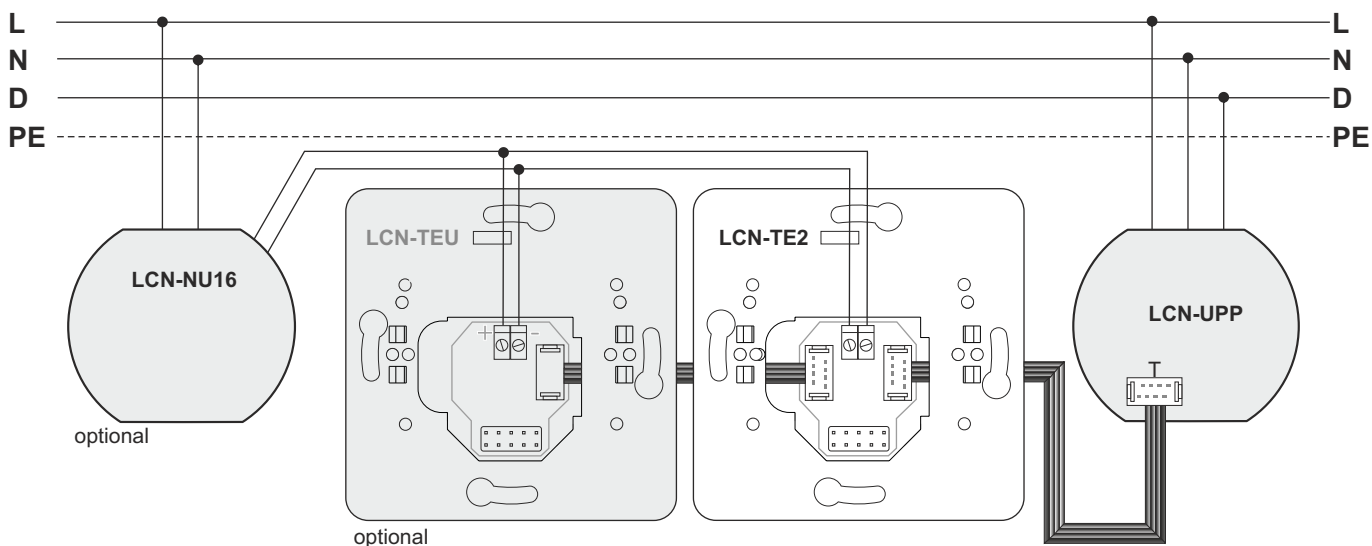 L L
N N
D D
PE PE
LCN-TEU LCN-TE2
LCN-NU16 LCN-UPP
+ -
T
optional
optional